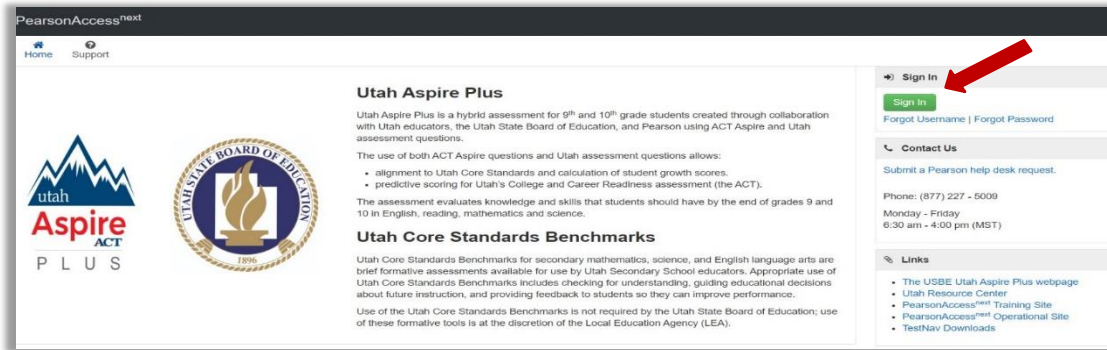 PearsonAccessnext
Home
Support
utah
Aspire
ACT
PLUS
UTAH STATE BOARD OF EDUCATION
1896
Utah Aspire Plus
Utah Aspire Plus is a hybrid assessment for 9th and 10th grade students created through collaboration
with Utah educators, the Utah State Board of Education, and Pearson using ACT Aspire and Utah
assessment questions.
The use of both ACT Aspire questions and Utah assessment questions allows:
• alignment to Utah Core Standards and calculation of student growth scores.
• predictive scoring for Utah's College and Career Readiness assessment (the ACT).
The assessment evaluates knowledge and skills that students should have by the end of grades 9 and
10 in English, reading, mathematics and science.
Utah Core Standards Benchmarks
Utah Core Standards Benchmarks for secondary mathematics, science, and English language arts are
brief formative assessments available for use by Utah Secondary School educators. Appropriate use of
Utah Core Standards Benchmarks includes checking for understanding, guiding educational decisions
about future instruction, and providing feedback to students so they can improve performance.
Use of the Utah Core Standards Benchmarks is not required by the Utah State Board of Education; use
of these formative tools is at the discretion of the Local Education Agency (LEA).
Sign In
Sign In
Forgot Username | Forgot Password
Contact Us
Submit a Pearson help desk request.
Phone: (877) 227 - 5009
Monday - Friday
6:30 am - 4:00 pm (MST)
Links
• The USBE Utah Aspire Plus webpage
• Utah Resource Center
• PearsonAccessnext Training Site
• PearsonAccessnext Operational Site
• TestNav Downloads